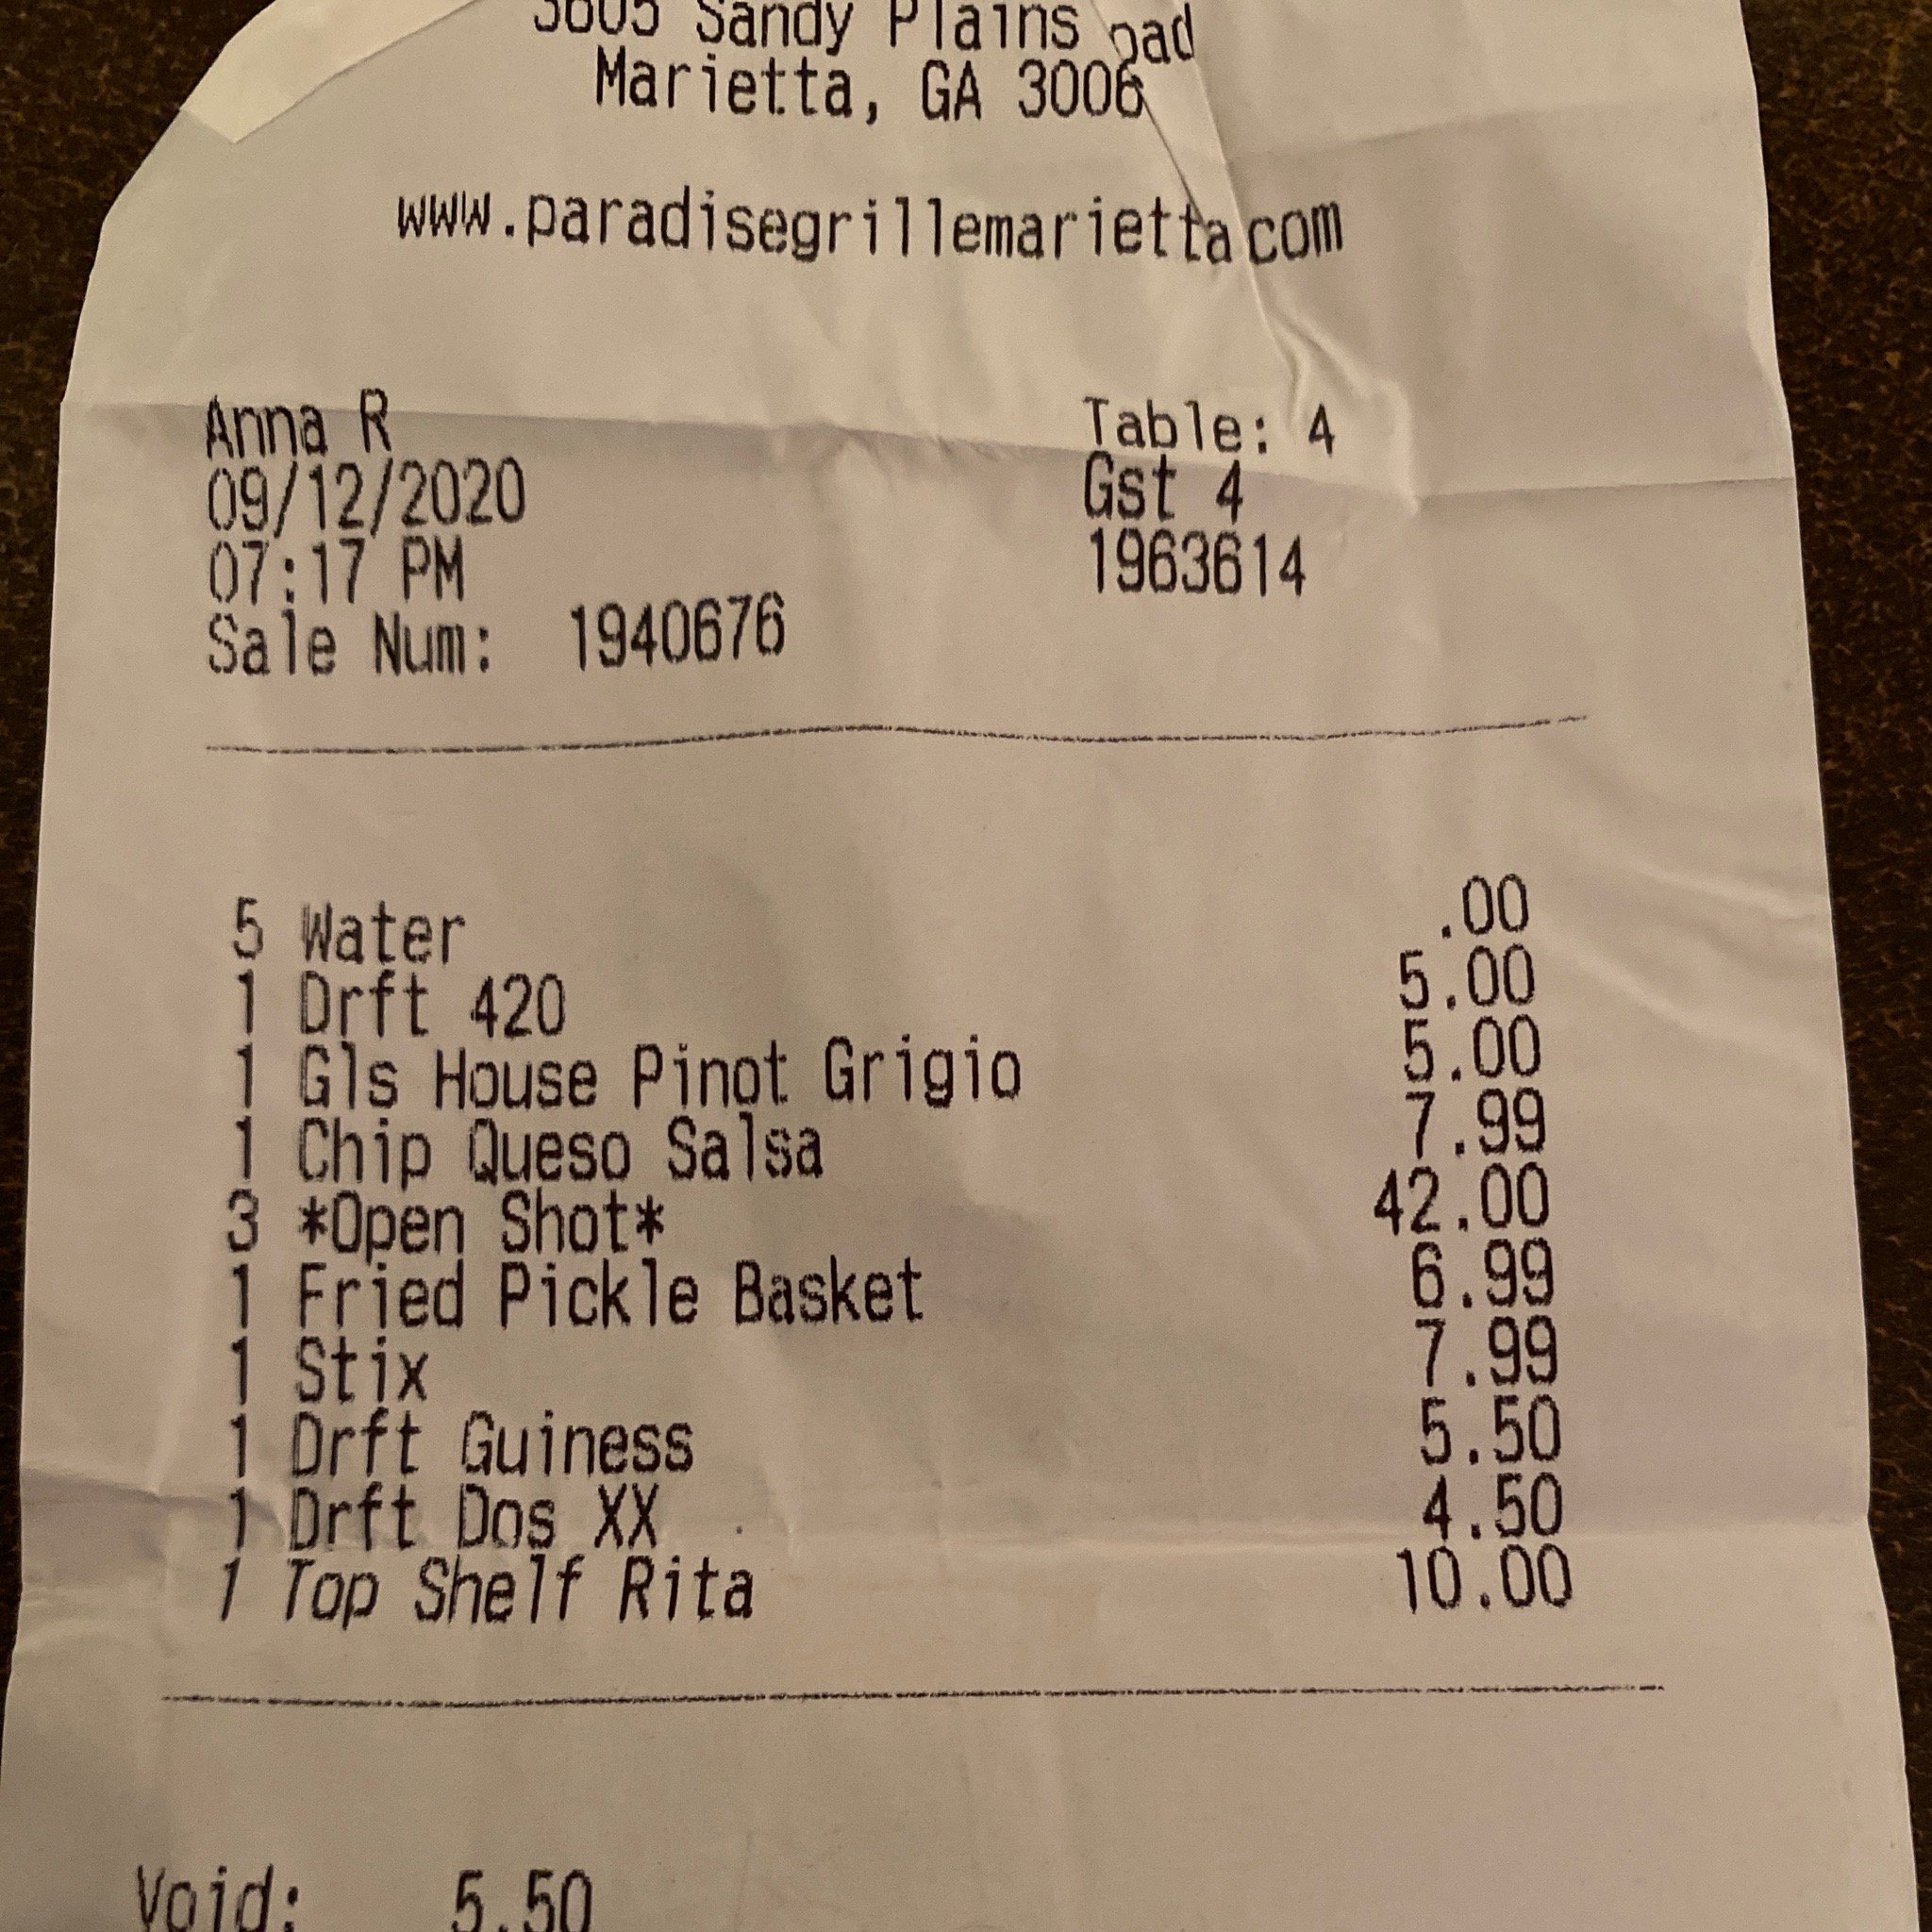 3605 Sandy Plains oad
Marietta, GA 3006
www.paradisegrillemarietta com
Anna R Table: 4
09/12/2020 Gst 4
07:17 PM 1963614
Sale Num: 1940676
5 Water .00
1 Drft 420 5.00
1 Gls House Pinot Grigio 5.00
1 Chip Queso Salsa 7.99
3 *Open Shot* 42.00
1 Fried Pickle Basket 6.99
1 Stix 7.99
1 Drft Guiness 5.50
1 Drft Dos XX 4.50
1 Top Shelf Rita 10.00
Void: 5.50